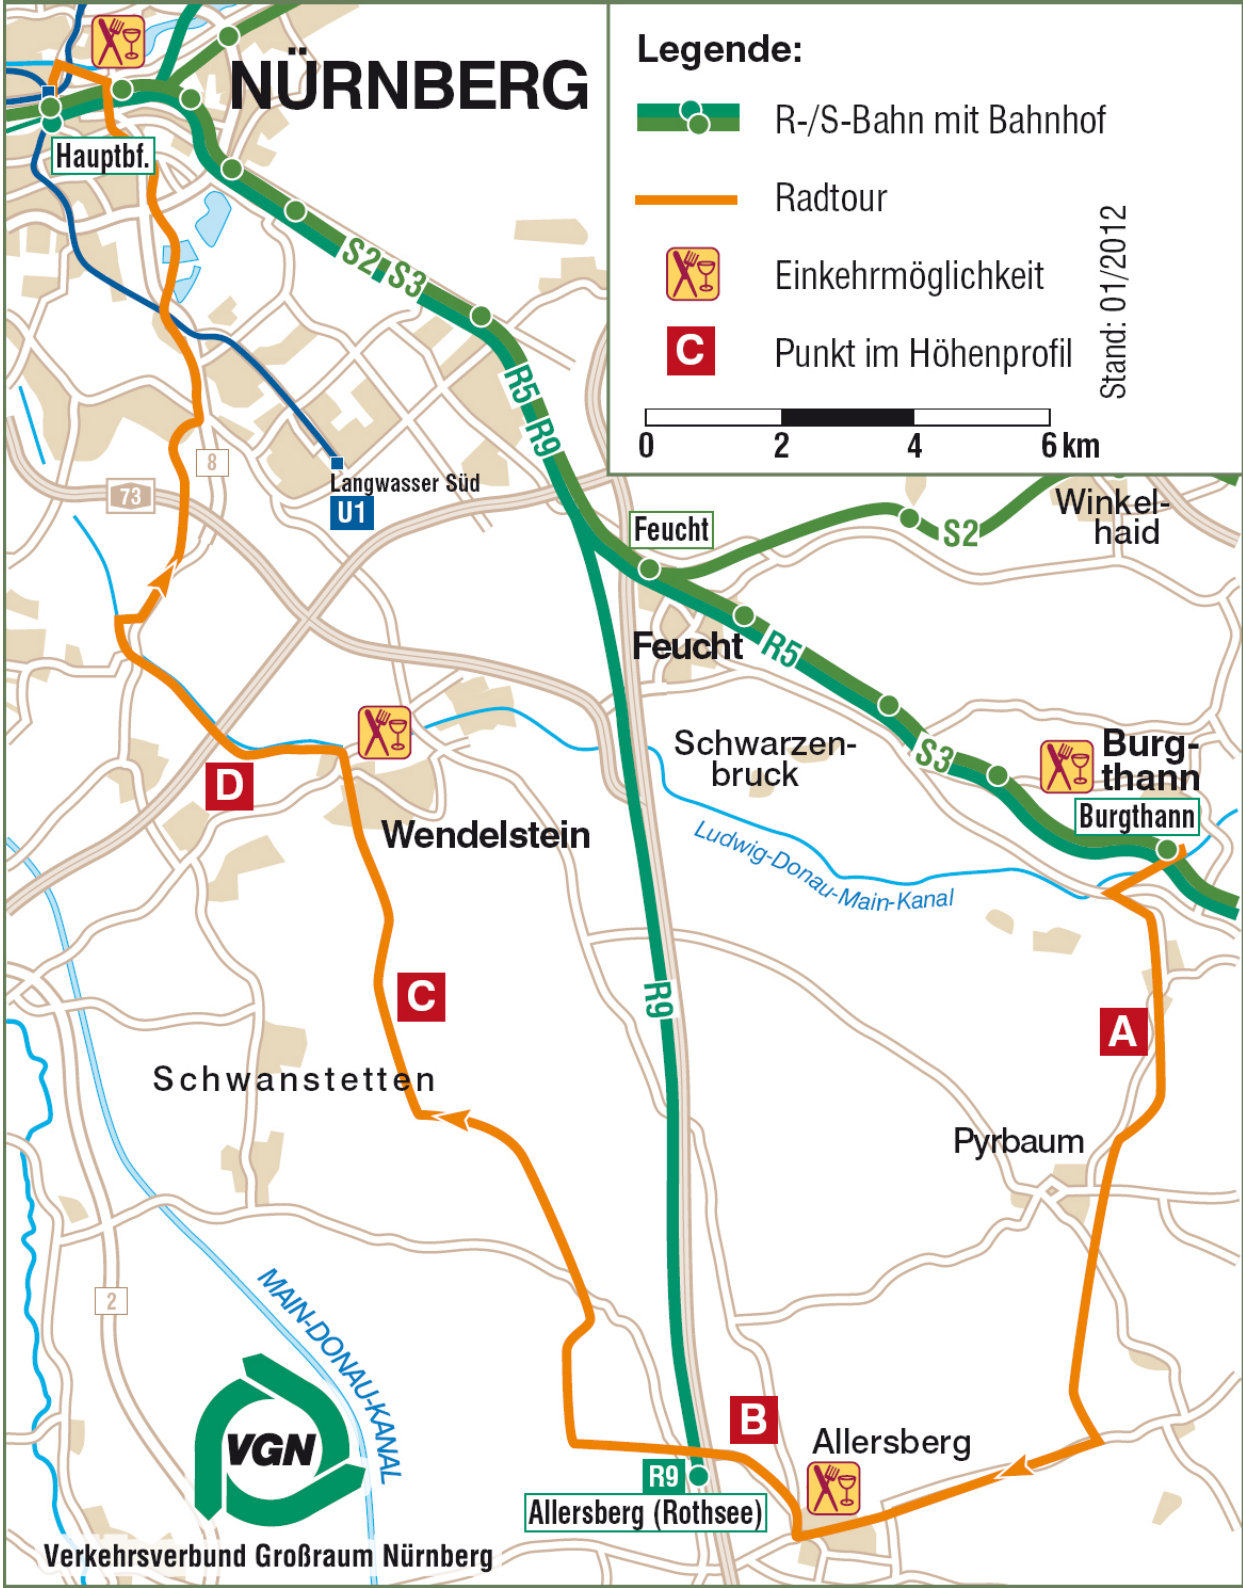 NÜRNBERG
Hauptbf.
S2
S3
R5
R9
8
73
Langwasser Süd
U1
Legende:
R-/S-Bahn mit Bahnhof
Radtour
Einkehrmöglichkeit
C
Punkt im Höhenprofil
Stand: 01/2012
0 2 4 6 km
Winkel-
haid
Feucht
S2
Feucht
R5
Schwarzen-
bruck
S3
Burg-
thann
Burgthann
D
Wendelstein
Ludwig-Donau-Main-Kanal
C
R9
A
Schwanstetten
Pyrbaum
2
MAIN-DONAU-KANAL
B
Allersberg
VGN
R9
Allersberg (Rothsee)
Verkehrsverbund Großraum Nürnberg